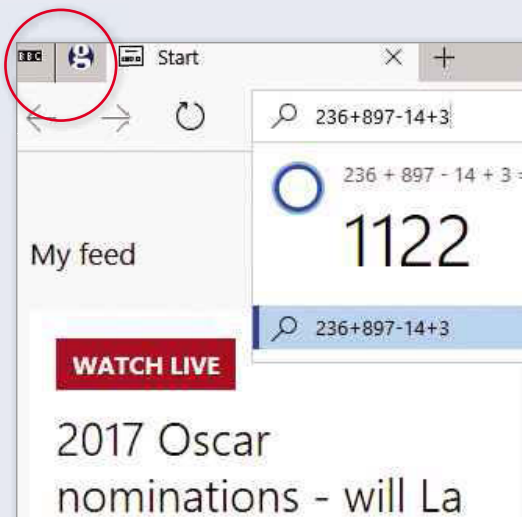 BBC g Start
236+897-14+3
236 + 897 - 14 + 3 =
1122
My feed
236+897-14+3
WATCH LIVE
2017 Oscar
nominations - will La